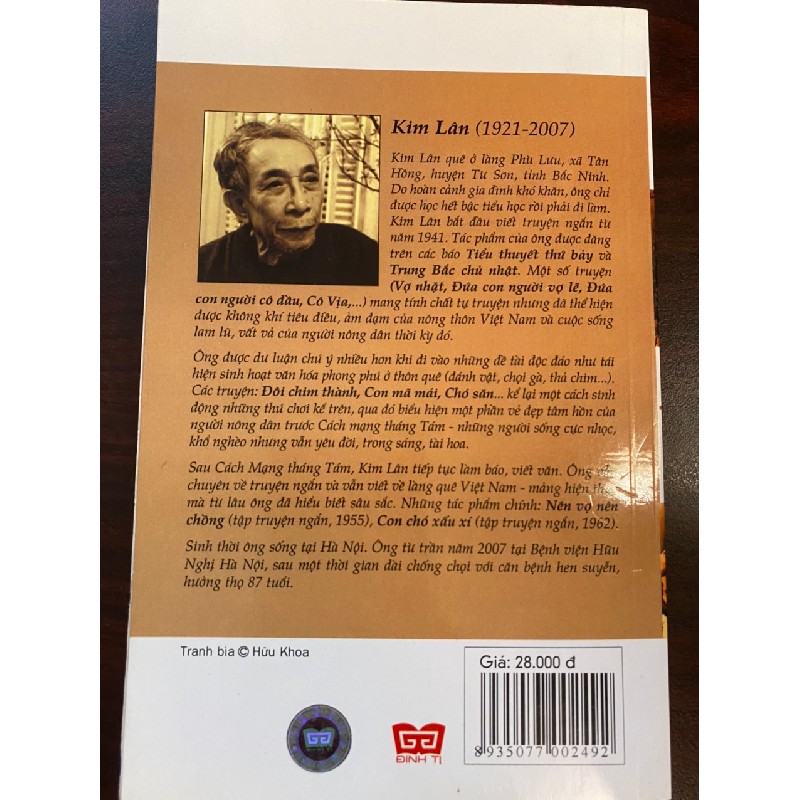 Kim Lân (1921-2007)
Kim Lân quê ở làng Phù Lưu, xã Tân
Hồng, huyện Từ Sơn, tỉnh Bắc Ninh.
Do hoàn cảnh gia đình khó khăn, ông chỉ
được học hết bậc tiểu học rồi phải đi làm.
Kim Lân bắt đầu viết truyện ngắn từ
năm 1941. Tác phẩm của ông được đăng
trên các báo Tiểu thuyết thứ bảy và
Trung Bắc chủ nhật. Một số truyện
(Vợ nhặt, Đứa con người vợ lẽ, Đứa
con người cô đầu, Cô Vịa,...) mang tính chất tự truyện nhưng đã thể hiện
được không khí tiêu điều, ảm đạm của nông thôn Việt Nam và cuộc sống
lam lũ, vất vả của người nông dân thời kỳ đó.
Ông được dư luận chú ý nhiều hơn khi đi vào những đề tài độc đáo như tái
hiện sinh hoạt văn hóa phong phú ở thôn quê (đánh vật, chọi gà, thả chim...).
Các truyện: Đôi chim thành, Con mã mái, Chó săn... kể lại một cách sinh
động những thú chơi kể trên, qua đó biểu hiện một phần vẻ đẹp tâm hồn của
người nông dân trước Cách mạng tháng Tám - những người sống cực nhọc,
khổ nghèo nhưng vẫn yêu đời, trong sáng, tài hoa.
Sau Cách Mạng tháng Tám, Kim Lân tiếp tục làm báo, viết văn. Ông
chuyên về truyện ngắn và vẫn viết về làng quê Việt Nam - mảng hiện
mà từ lâu ông đã hiểu biết sâu sắc. Những tác phẩm chính: Nên vợ nên
chồng (tập truyện ngắn, 1955), Con chó xấu xí (tập truyện ngắn, 1962).
Sinh thời ông sống tại Hà Nội. Ông từ trần năm 2007 tại Bệnh viện Hữu
Nghị Hà Nội, sau một thời gian dài chống chọi với căn bệnh hen suyễn,
hưởng thọ 87 tuổi.
Tranh bìa © Hữu Khoa
Giá: 28.000 đ
8 935077 002492
ĐINH TỊ